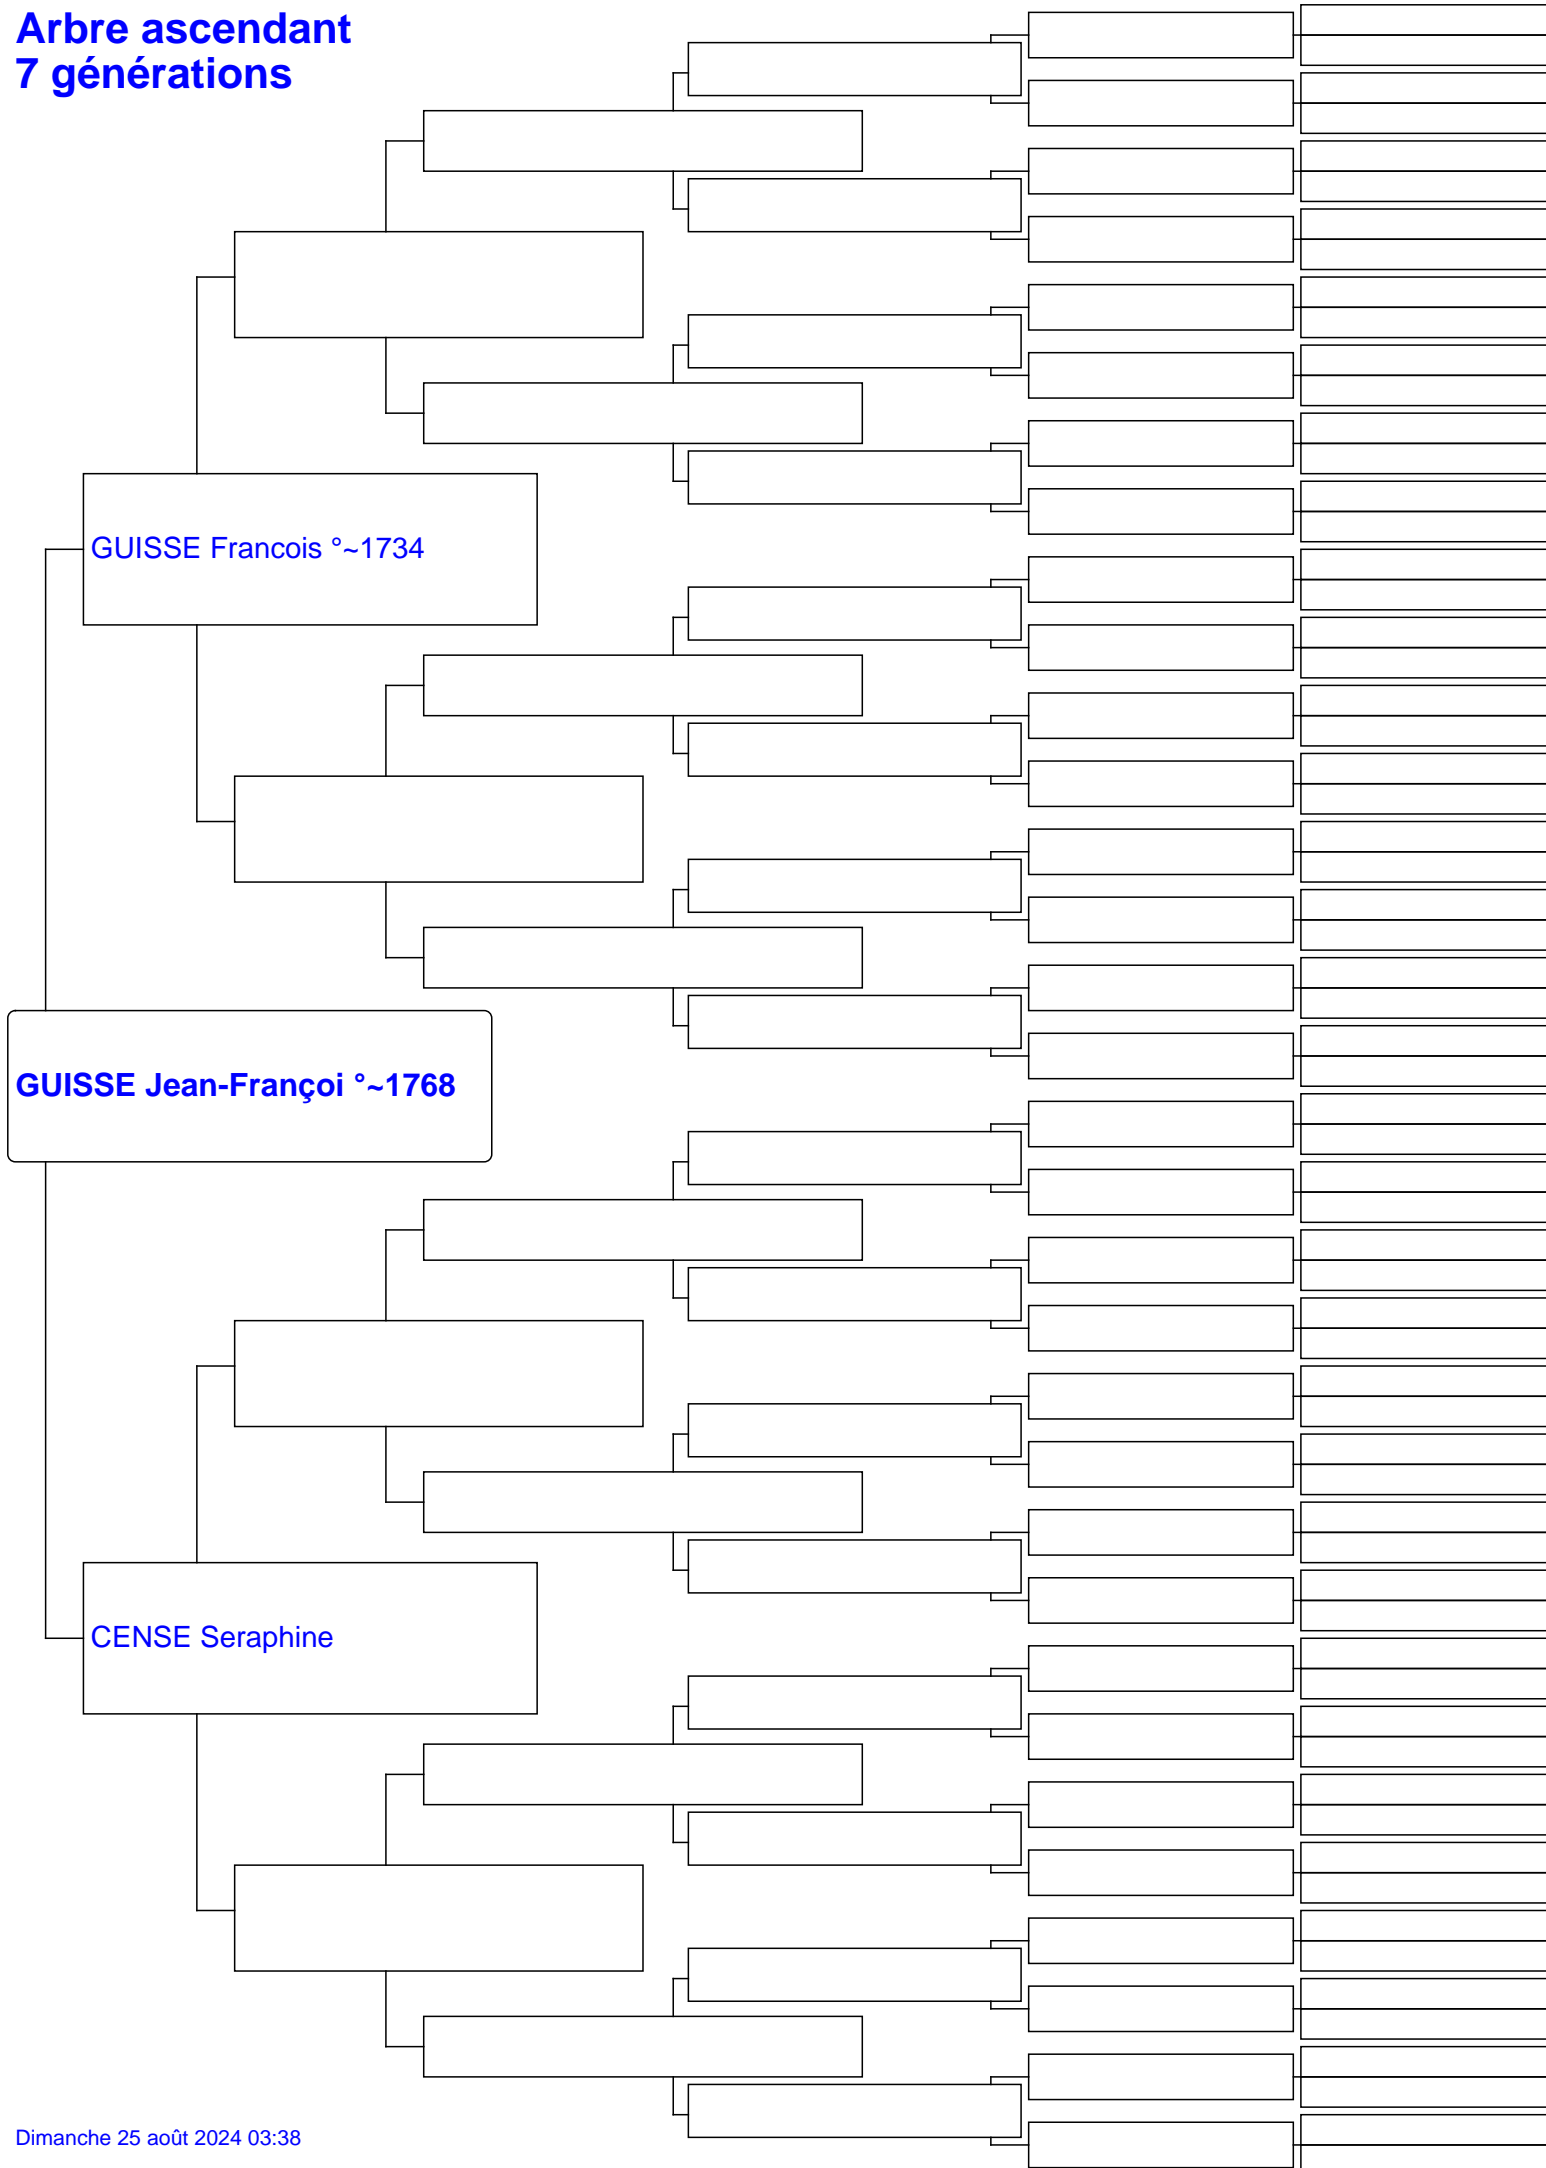 Arbre ascendant
7 générations
GUISSE Francois °~1734
GUISSE Jean-Françoi °~1768
CENSE Seraphine
Dimanche 25 août 2024 03:38